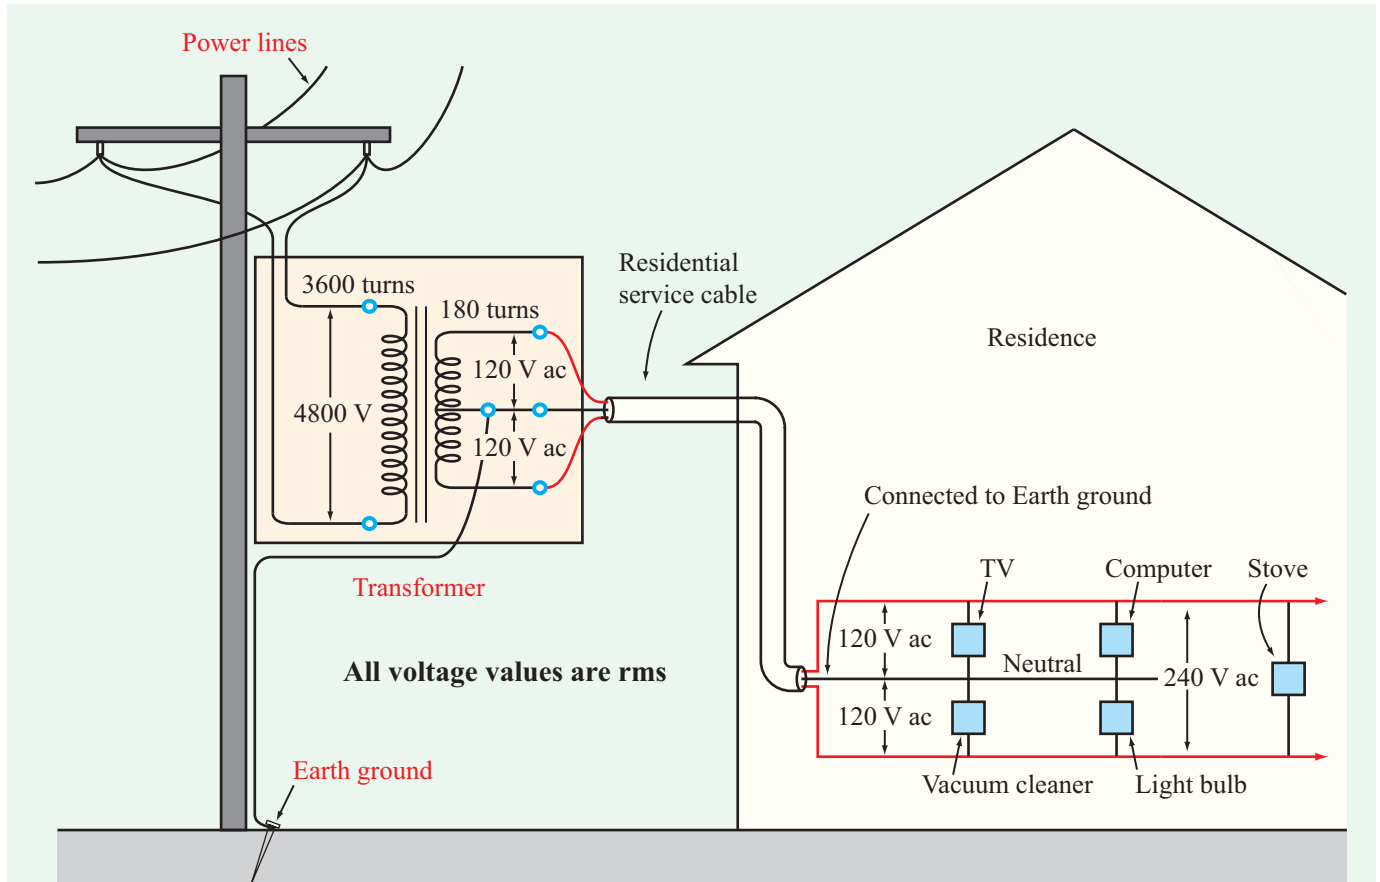 Power lines
3600 turns
180 turns
4800 V
120 V ac
120 V ac
Transformer
All voltage values are rms
Earth ground
Residential
service cable
Residence
Connected to Earth ground
TV
Computer
Stove
120 V ac
Neutral
240 V ac
120 V ac
Vacuum cleaner
Light bulb